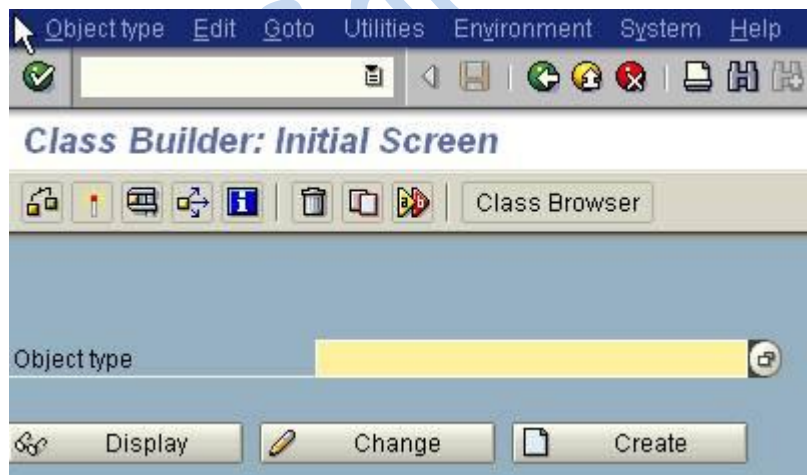 Object type Edit Goto Utilities Environment System Help
Class Builder: Initial Screen
Class Browser
Object type
Display Change Create